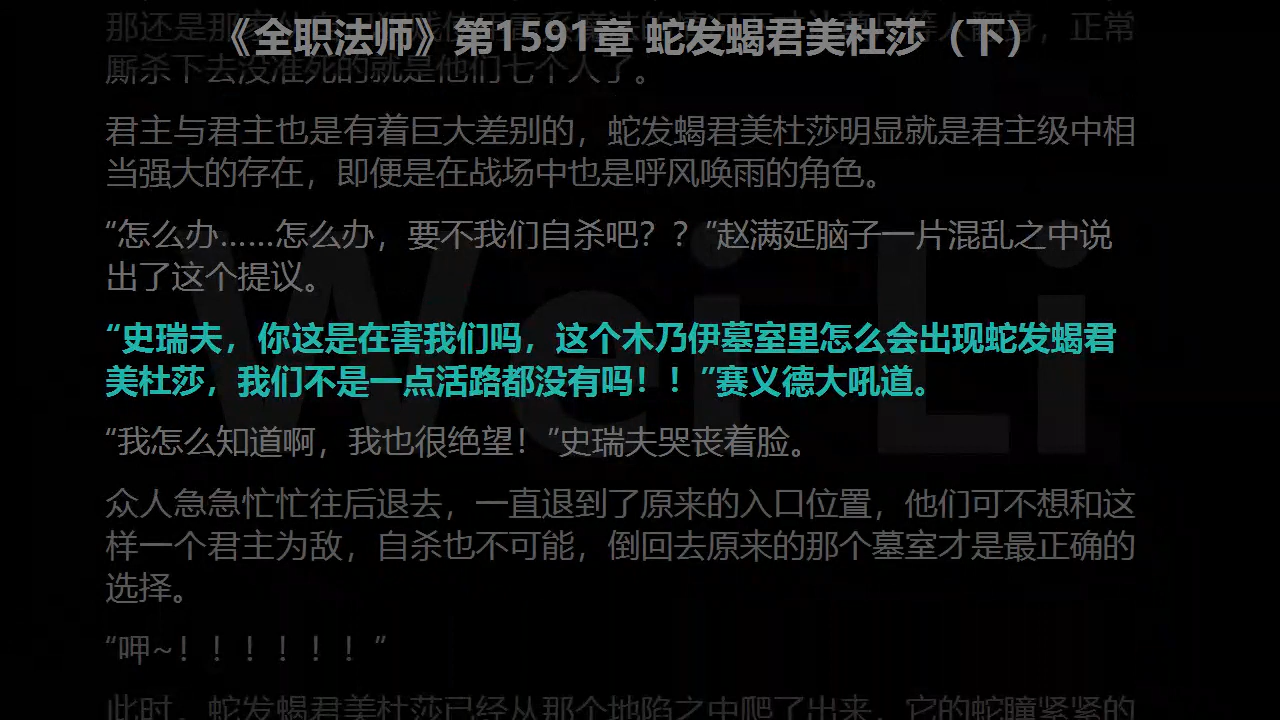 《全职法师》第1591章 蛇发蝎君美杜莎（下）
厮杀下去没准死的就是他们七个人了。
君主与君主也是有着巨大差别的，蛇发蝎君美杜莎明显就是君主级中相
当强大的存在，即便是在战场中也是呼风唤雨的角色。
“怎么办……怎么办，要不我们自杀吧？？”赵满延脑子一片混乱之中说
出了这个提议。
“史瑞夫，你这是在害我们吗，这个木乃伊墓室里怎么会出现蛇发蝎君
美杜莎，我们不是一点活路都没有吗！！”赛义德大吼道。
“我怎么知道啊，我也很绝望！”史瑞夫哭丧着脸。
众人急急忙忙往后退去，一直退到了原来的入口位置，他们可不想和这
样一个君主为敌，自杀也不可能，倒回去原来的那个墓室才是最正确的
选择。
“呷~！！！！！！”
此时，蛇发蝎君美杜莎已经从那个地陷之中爬了出来，它的蛇瞳紧紧的
Wei Li